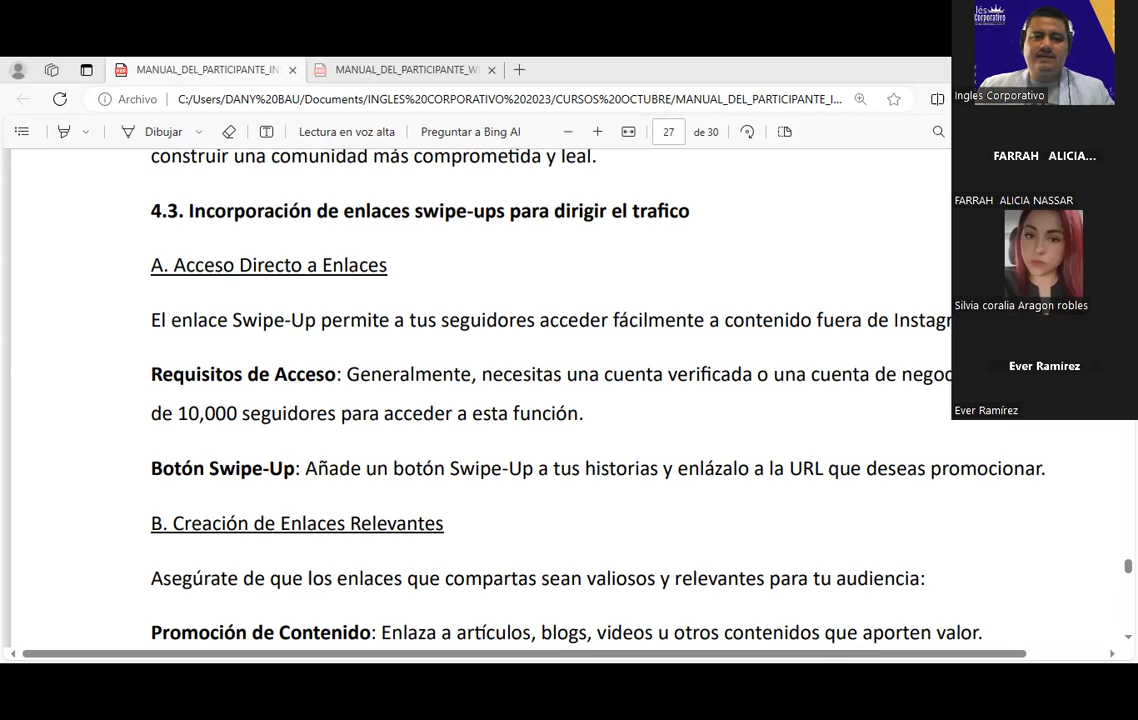 MANUAL_DEL_PARTICIPANTE_IN
MANUAL_DEL_PARTICIPANTE_W
Archivo
C:/Users/DANY%20BAU/Documents/INGLES%20CORPORATIVO%202023/CURSOS%20OCTUBRE/MANUAL_DEL_PARTICIPANTE_I...
Dibujar
Lectura en voz alta
Preguntar a Bing AI
27
de 30
construir una comunidad más comprometida y leal.
4.3. Incorporación de enlaces swipe-ups para dirigir el trafico
A. Acceso Directo a Enlaces
El enlace Swipe-Up permite a tus seguidores acceder fácilmente a contenido fuera de Instagr
Requisitos de Acceso: Generalmente, necesitas una cuenta verificada o una cuenta de negoc
de 10,000 seguidores para acceder a esta función.
Botón Swipe-Up: Añade un botón Swipe-Up a tus historias y enlázalo a la URL que deseas promocionar.
B. Creación de Enlaces Relevantes
Asegúrate de que los enlaces que compartas sean valiosos y relevantes para tu audiencia:
Promoción de Contenido: Enlaza a artículos, blogs, videos u otros contenidos que aporten valor.
lés
Corporativo
Ingles Corporativo
FARRAH ALICIA...
FARRAH ALICIA NASSAR
Silvia coralia Aragon robles
Ever Ramírez
Ever Ramírez